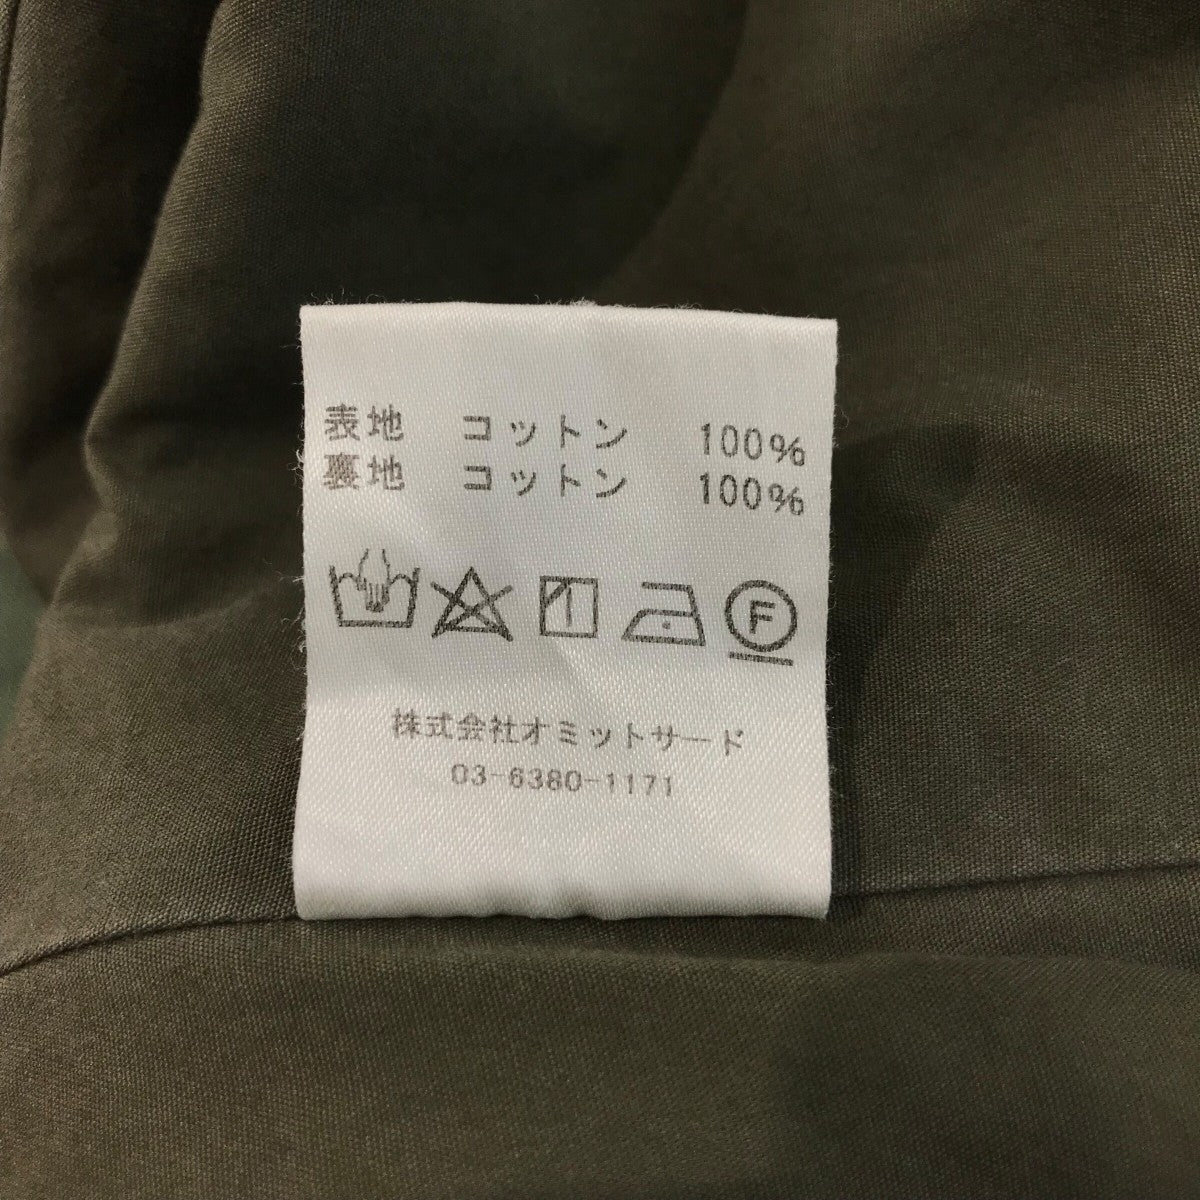 表地 コットン 100%
裏地 コットン 100%
F
株式会社オミットサード
03-6380-1171